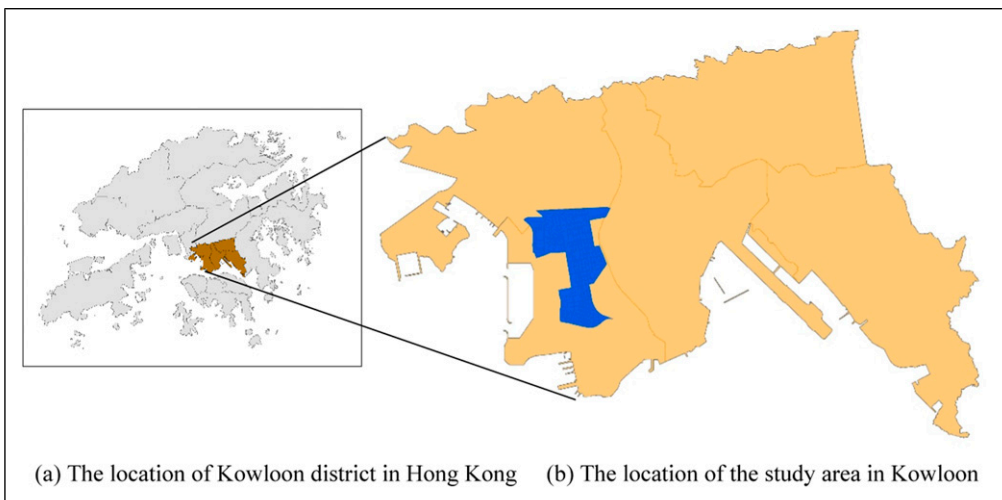 (a) The location of Kowloon district in Hong Kong
(b) The location of the study area in Kowloon